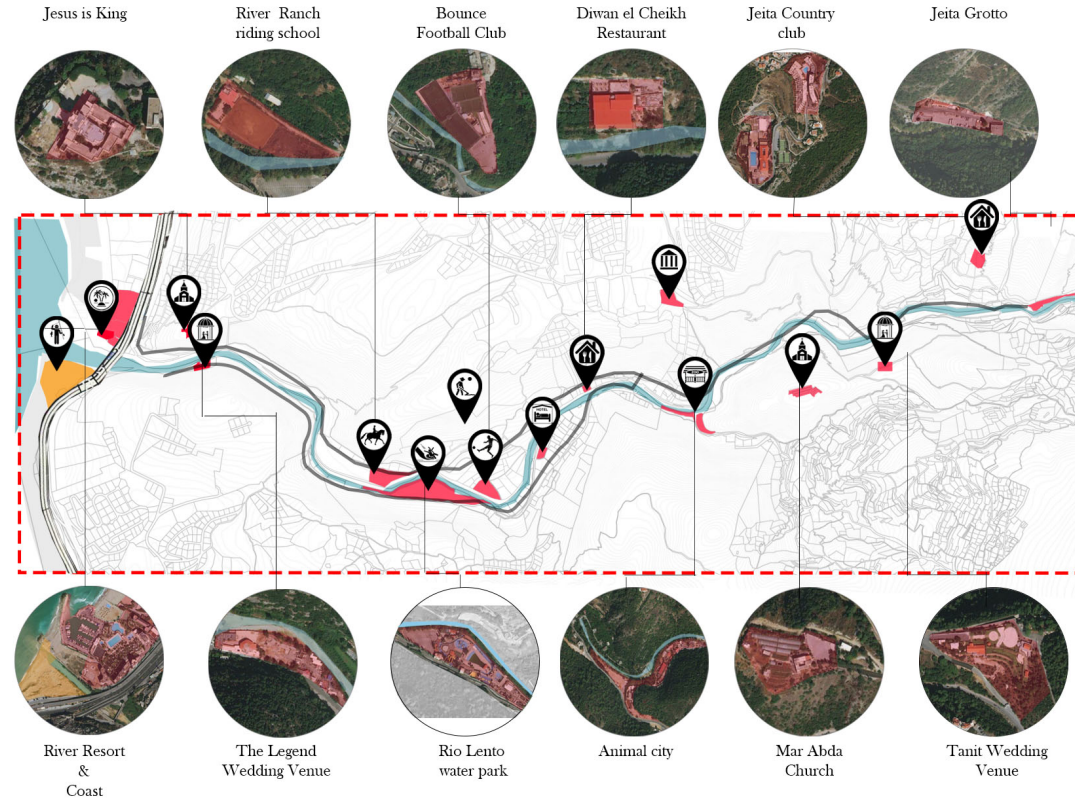 Jesus is King
River Ranch
riding school
Bounce
Football Club
Diwan el Cheikh
Restaurant
Jeita Country
club
Jeita Grotto
HOTEL
River Resort
&
Coast
The Legend
Wedding Venue
Rio Lento
water park
Animal city
Mar Abda
Church
Tanit Wedding
Venue